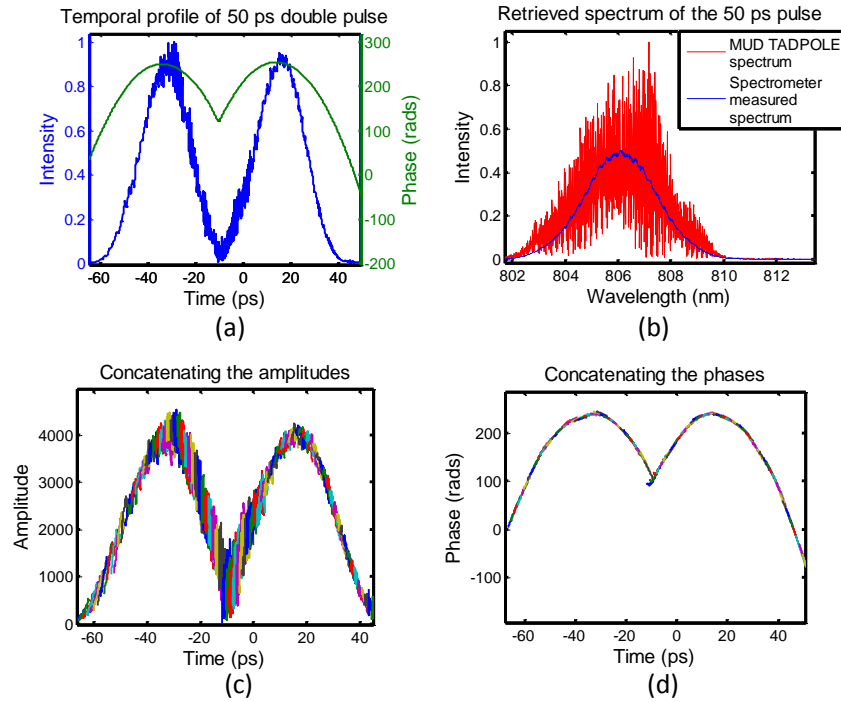 Temporal profile of 50 ps double pulse
1
0.8
0.6
0.4
0.2
0
Intensity
300
200
100
0
-100
-200
Phase (rads)
-60 -40 -20 0 20 40
Time (ps)
(a)
Retrieved spectrum of the 50 ps pulse
MUD TADPOLE
spectrum
Spectrometer
measured
spectrum
1
0.8
0.6
0.4
0.2
0
Intensity
802 804 806 808 810 812
Wavelength (nm)
(b)
Concatenating the amplitudes
4000
3000
2000
1000
0
Amplitude
-60 -40 -20 0 20 40
Time (ps)
(c)
Concatenating the phases
200
100
0
-100
Phase (rads)
-60 -40 -20 0 20 40
Time (ps)
(d)